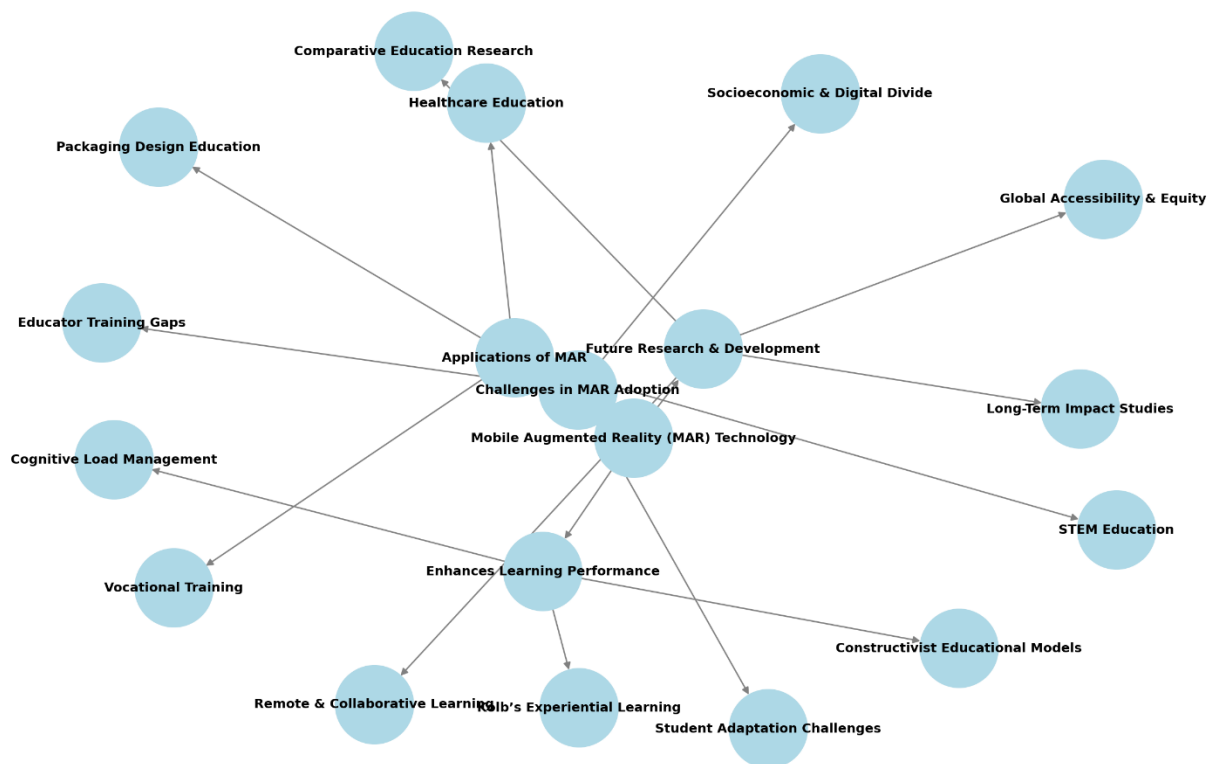 Comparative Education Research
Healthcare Education
Socioeconomic & Digital Divide
Packaging Design Education
Global Accessibility & Equity
Educator Training Gaps
Applications of MAR
Future Research & Development
Challenges in MAR Adoption
Long-Term Impact Studies
Mobile Augmented Reality (MAR) Technology
Cognitive Load Management
STEM Education
Enhances Learning Performance
Vocational Training
Constructivist Educational Models
Remote & Collaborative Learning
Kolb’s Experiential Learning
Student Adaptation Challenges